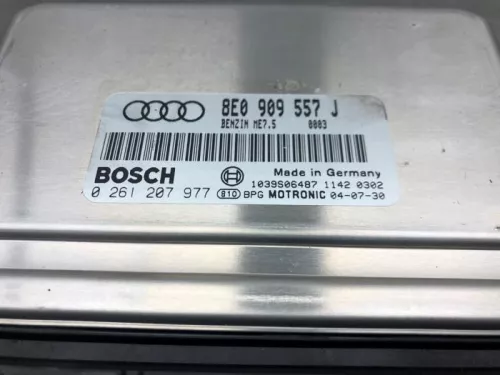 8E0 909 557 J
BENZIN ME7.5 0003
BOSCH
Made in Germany
1039S06487 1142 0302
0 261 207 977 810 BPG MOTRONIC 04-07-30